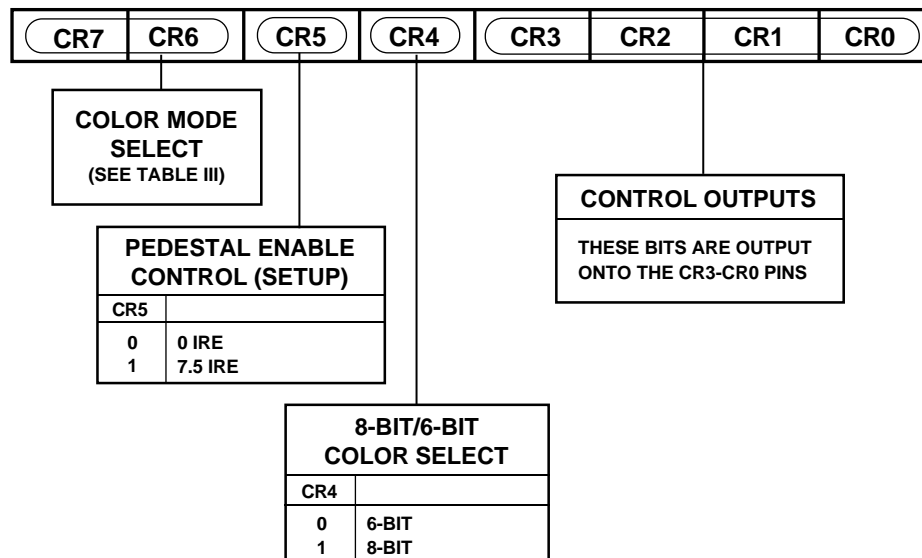 CR7 CR6 CR5 CR4 CR3 CR2 CR1 CR0
COLOR MODE
SELECT
(SEE TABLE III)
CONTROL OUTPUTS
THESE BITS ARE OUTPUT
ONTO THE CR3-CR0 PINS
PEDESTAL ENABLE
CONTROL (SETUP)
CR5
0 0 IRE
1 7.5 IRE
8-BIT/6-BIT
COLOR SELECT
CR4
0 6-BIT
1 8-BIT